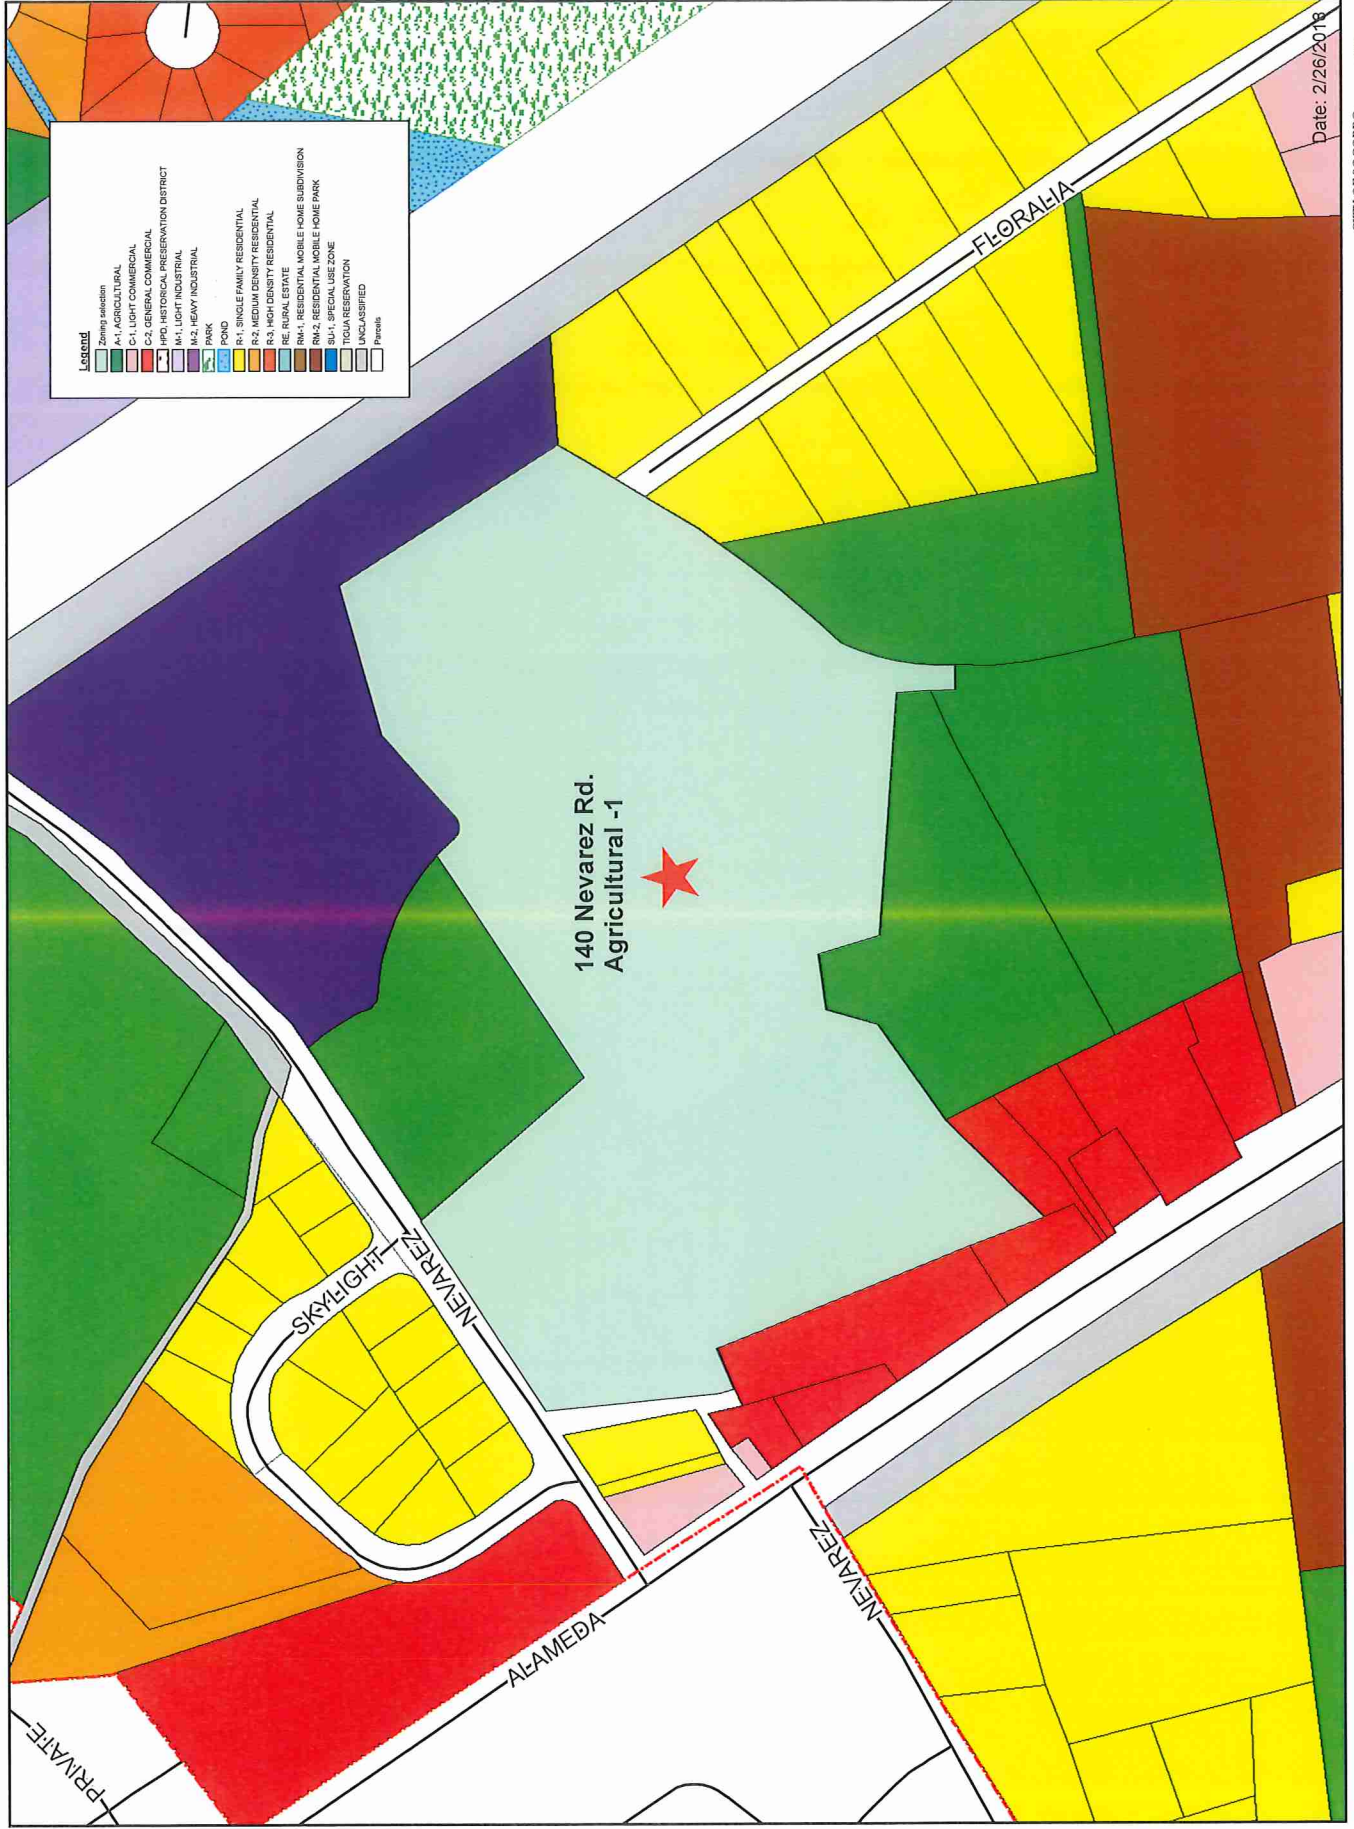 Legend
Zoning selection
A-1, AGRICULTURAL
C-1, LIGHT COMMERCIAL
C-2, GENERAL COMMERCIAL
HPD, HISTORICAL PRESERVATION DISTRICT
M-1, LIGHT INDUSTRIAL
M-2, HEAVY INDUSTRIAL
PARK
POND
R-1, SINGLE FAMILY RESIDENTIAL
R-2, MEDIUM DENSITY RESIDENTIAL
R-3, HIGH DENSITY RESIDENTIAL
RE, RURAL ESTATE
RM-1, RESIDENTIAL MOBILE HOME SUBDIVISION
RM-2, RESIDENTIAL MOBILE HOME PARK
SU-1, SPECIAL USE ZONE
TIGUA RESERVATION
UNCLASSIFIED
Parcels
140 Nevarez Rd.
Agricultural -1
PRIVATE
SKYLIGHT
NEVAREZ
NEVAREZ
ALAMEDA
NEVAREZ
FLORALIA
Date: 2/26/2018